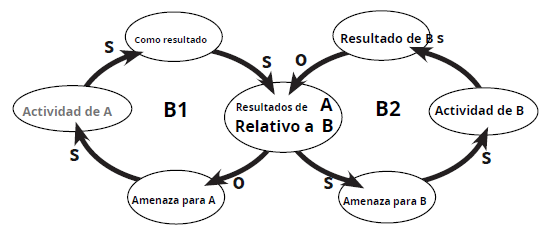 Como resultado
Resultado de B s
s
s
o
Actividad de A
B1
Resultados de A
Relativo a B
B2
Actividad de B
s
o
s
s
Amenaza para A
Amenaza para B